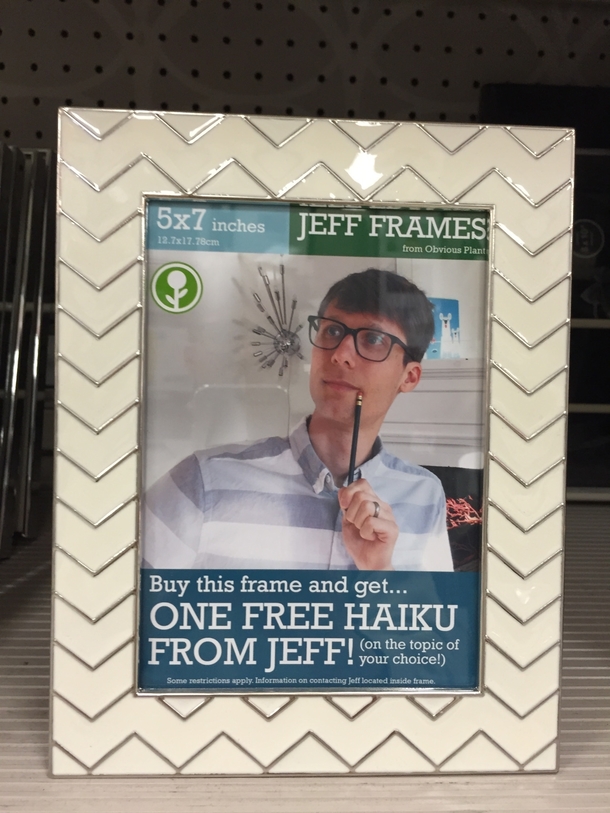 5x7 inches
12.7x17.78cm
JEFF FRAMES
from Obvious Plant
Buy this frame and get...
ONE FREE HAIKU
FROM JEFF! (on the topic of
your choice!)
Some restrictions apply. Information on contacting Jeff located inside frame.